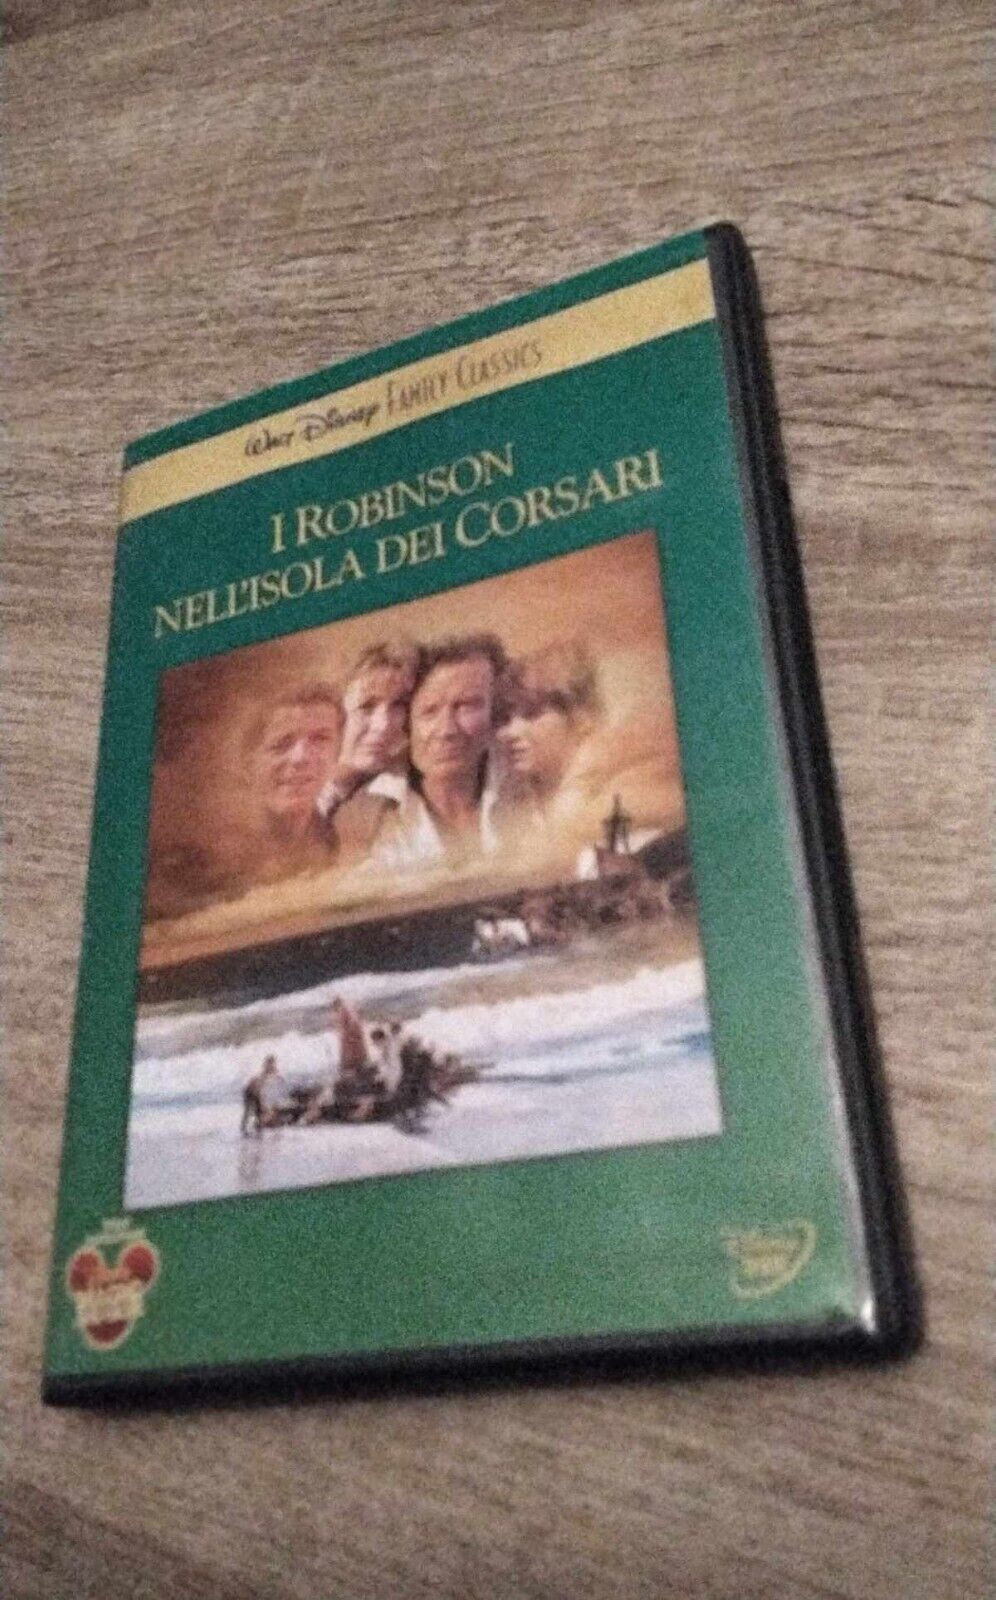 Walt Disney Family Classics
I Robinson
nell'isola dei Corsari